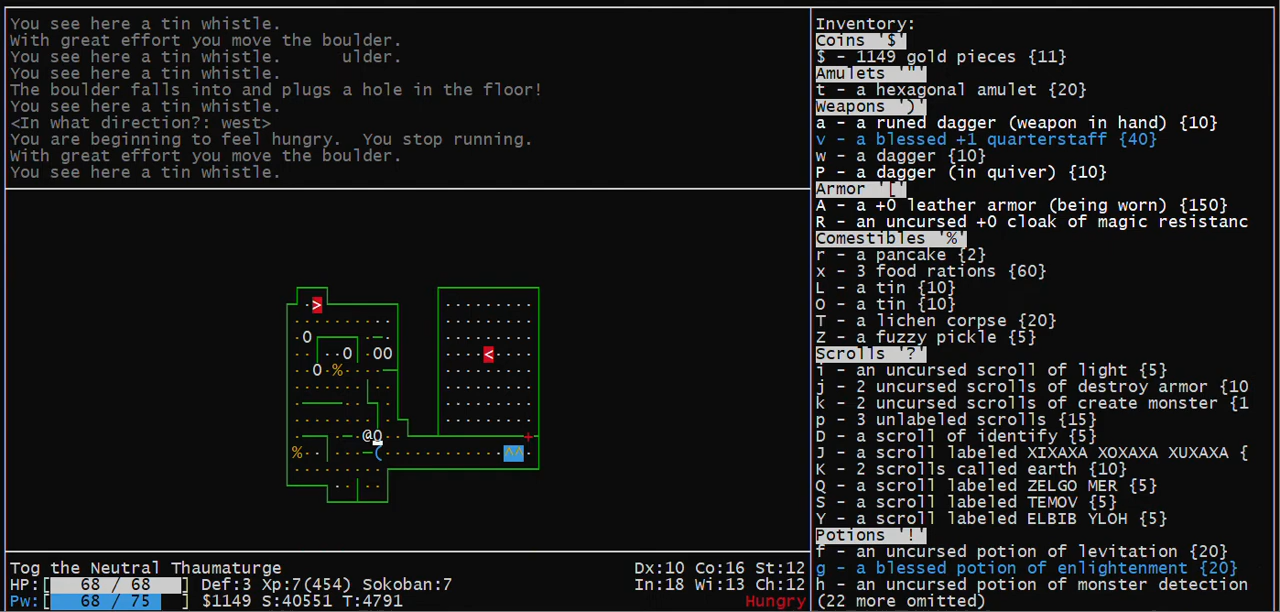 You see here a tin whistle.
With great effort you move the boulder.
You see here a tin whistle.      ulder.
You see here a tin whistle.
The boulder falls into and plugs a hole in the floor!
You see here a tin whistle.
<In what direction?: west>
You are beginning to feel hungry.  You stop running.
With great effort you move the boulder.
You see here a tin whistle.
Tog the Neutral Thaumaturge          Dx:10 Co:16 St:12
HP:[   68 / 68   ] Def:3 Xp:7(454) Sokoban:7          In:18 Wi:13 Ch:12
Pw:[   68 / 75   ] $1149 S:40551 T:4791          Hungry
Inventory:
Coins '$'
$ - 1149 gold pieces {11}
Amulets '"'
t - a hexagonal amulet {20}
Weapons ')'
a - a runed dagger (weapon in hand) {10}
v - a blessed +1 quarterstaff {40}
w - a dagger {10}
P - a dagger (in quiver) {10}
Armor '['
A - a +0 leather armor (being worn) {150}
R - an uncursed +0 cloak of magic resistanc
Comestibles '%'
r - a pancake {2}
x - 3 food rations {60}
L - a tin {10}
O - a tin {10}
T - a lichen corpse {20}
Z - a fuzzy pickle {5}
Scrolls '?'
i - an uncursed scroll of light {5}
j - 2 uncursed scrolls of destroy armor {10
k - 2 uncursed scrolls of create monster {1
p - 3 unlabeled scrolls {15}
D - a scroll of identify {5}
J - a scroll labeled XIXAXA XOXAXA XUXAXA {
K - 2 scrolls called earth {10}
Q - a scroll labeled ZELGO MER {5}
S - a scroll labeled TEMOV {5}
Y - a scroll labeled ELBIB YLOH {5}
Potions '!'
f - an uncursed potion of levitation {20}
g - a blessed potion of enlightenment {20}
h - an uncursed potion of monster detection
(22 more omitted)